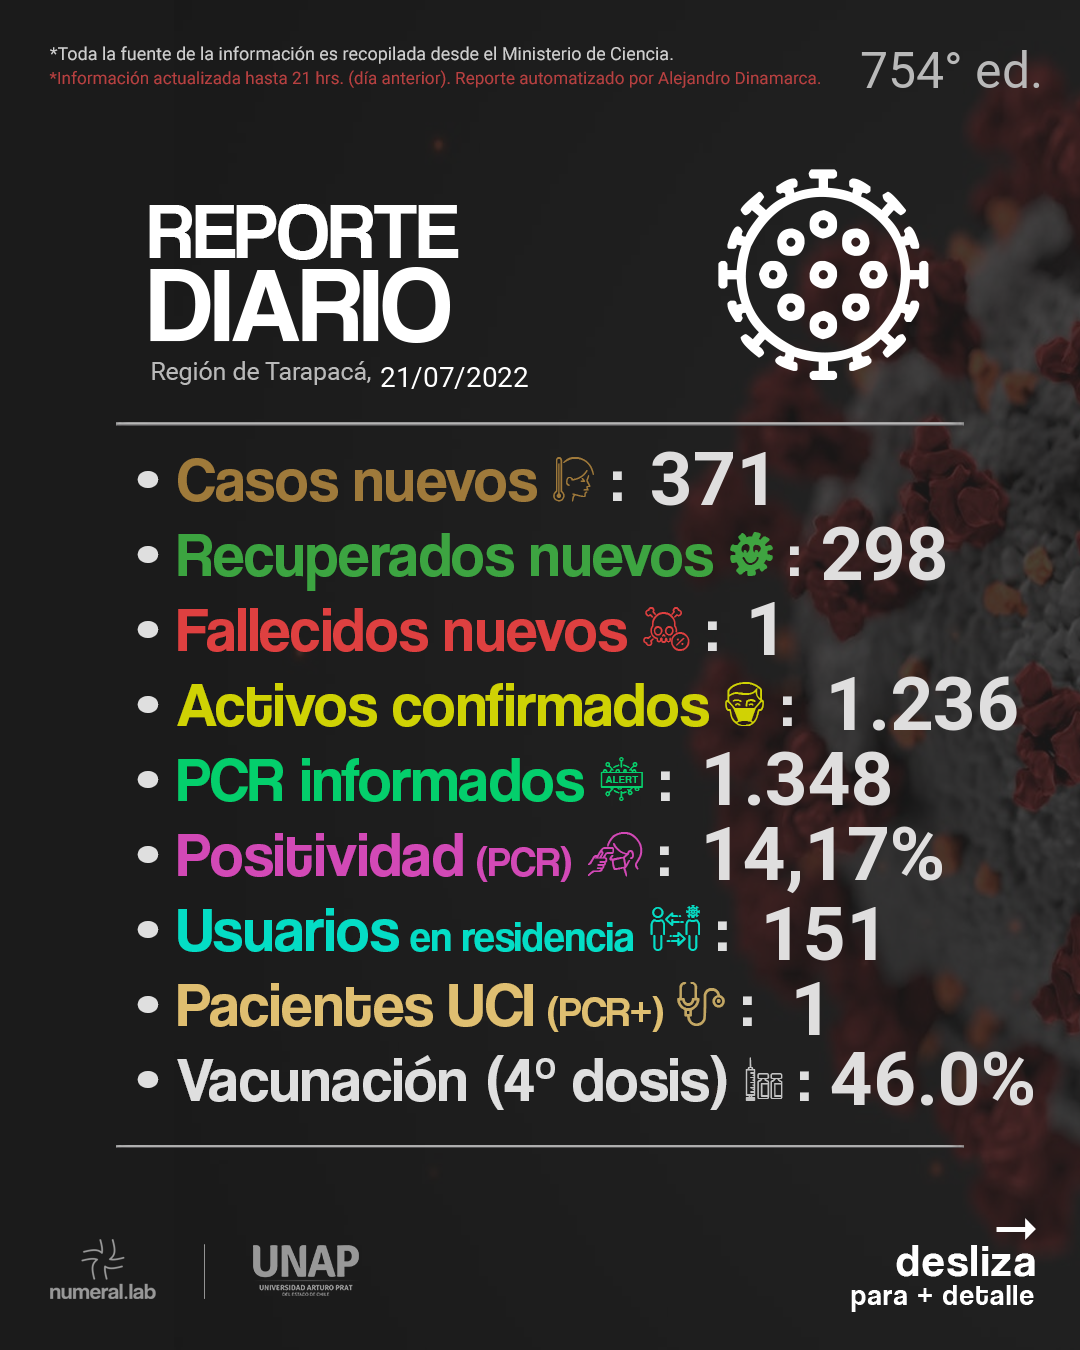 *Toda la fuente de la información es recopilada desde el Ministerio de Ciencia.
*Información actualizada hasta 21 hrs. (día anterior). Reporte automatizado por Alejandro Dinamarca.
754° ed.
REPORTE
DIARIO
Región de Tarapacá, 21/07/2022
• Casos nuevos : 371
• Recuperados nuevos : 298
• Fallecidos nuevos % : 1
• Activos confirmados : 1.236
• PCR informados ALERT : 1.348
• Positividad (PCR) : 14,17%
• Usuarios en residencia : 151
• Pacientes UCI (PCR+) : 1
• Vacunación (4º dosis) : 46.0%
numeral.lab
UNAP
UNIVERSIDAD ARTURO PRAT
DEL ESTADO DE CHILE
→
desliza
para + detalle